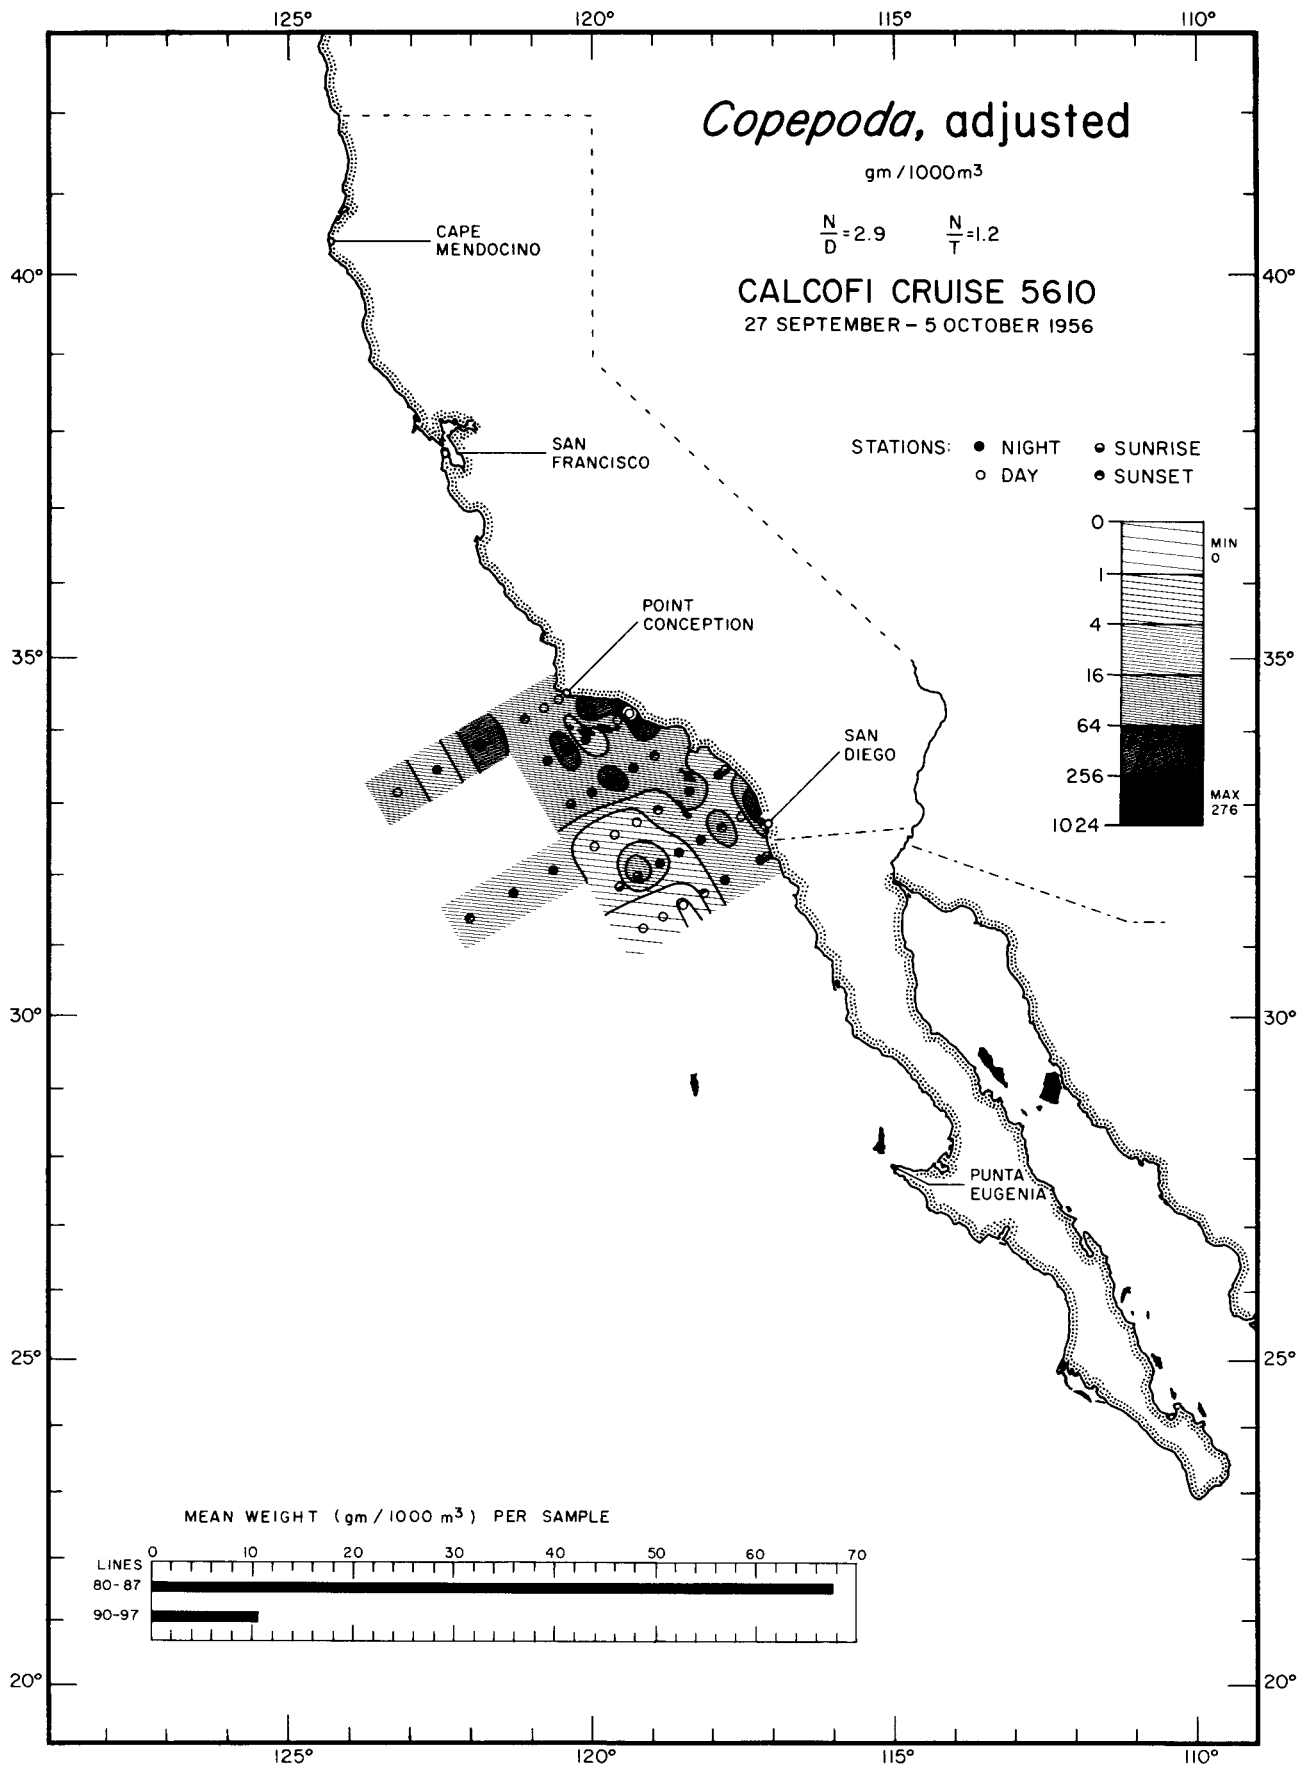 125° 120° 115° 110°
Copepoda, adjusted
gm/1000m³
N/D=2.9 N/T=1.2
CAPE
MENDOCINO
40° 40°
CALCOFI CRUISE 5610
27 SEPTEMBER – 5 OCTOBER 1956
SAN
FRANCISCO
STATIONS: NIGHT SUNRISE
DAY SUNSET
0
MIN
0
1
4
16
64
256
MAX
276
1024
POINT
CONCEPTION
35° 35°
SAN
DIEGO
30° 30°
PUNTA
EUGENIA
25° 25°
MEAN WEIGHT (gm/1000 m³) PER SAMPLE
LINES 0 10 20 30 40 50 60 70
80-87
90-97
20° 20°
125° 120° 115° 110°